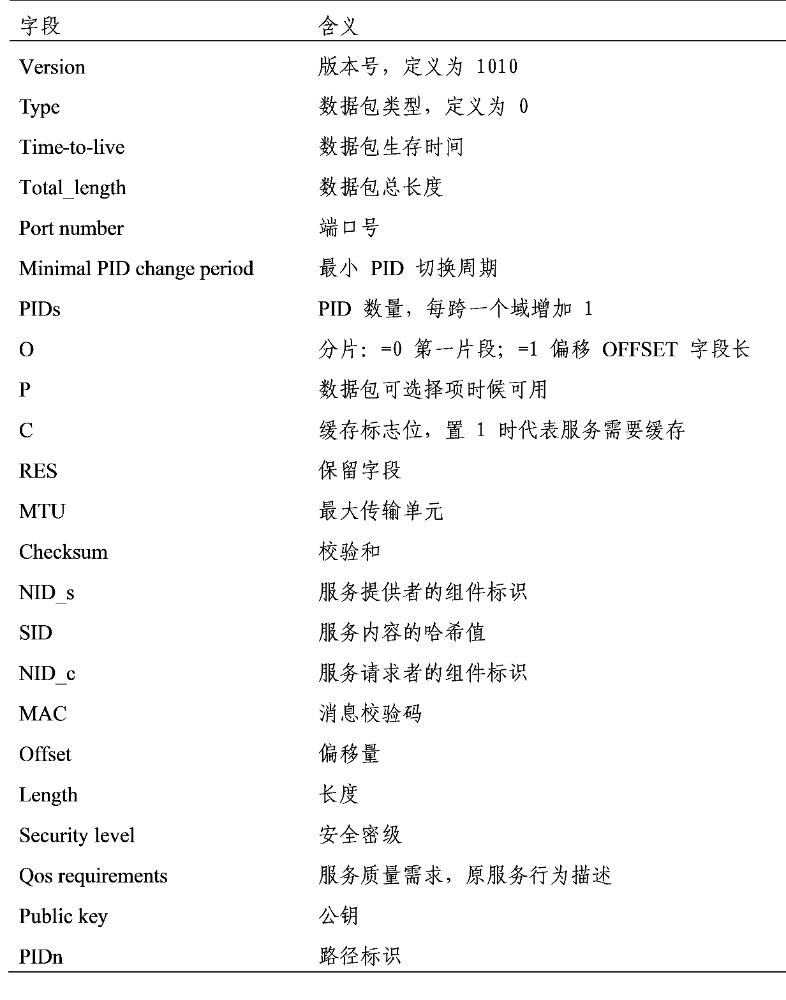 字段 含义
Version 版本号，定义为 1010
Type 数据包类型，定义为 0
Time-to-live 数据包生存时间
Total_length 数据包总长度
Port number 端口号
Minimal PID change period 最小 PID 切换周期
PIDs PID 数量，每跨一个域增加 1
O 分片：=0 第一片段；=1 偏移 OFFSET 字段长
P 数据包可选择项时候可用
C 缓存标志位，置 1 时代表服务需要缓存
RES 保留字段
MTU 最大传输单元
Checksum 校验和
NID_s 服务提供者的组件标识
SID 服务内容的哈希值
NID_c 服务请求者的组件标识
MAC 消息校验码
Offset 偏移量
Length 长度
Security level 安全密级
Qos requirements 服务质量需求，原服务行为描述
Public key 公钥
PIDn 路径标识